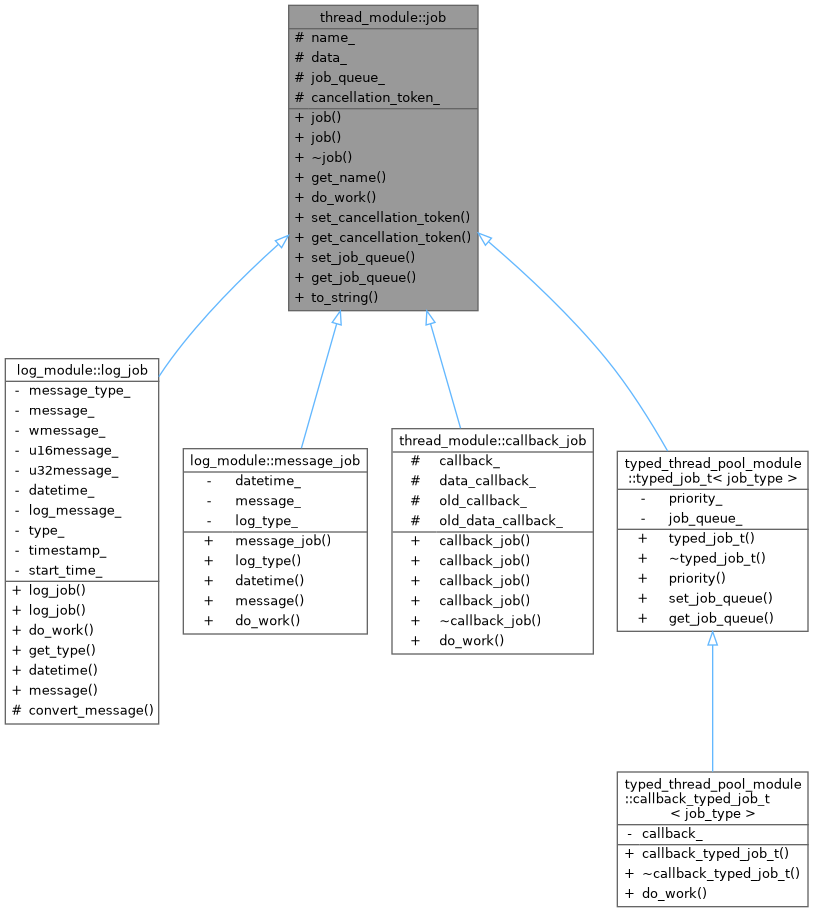 thread_module::job
# name_
# data_
# job_queue_
# cancellation_token_
+ job()
+ job()
+ ~job()
+ get_name()
+ do_work()
+ set_cancellation_token()
+ get_cancellation_token()
+ set_job_queue()
+ get_job_queue()
+ to_string()
log_module::log_job
- message_type_
- message_
- wmessage_
- u16message_
- u32message_
- datetime_
- log_message_
- type_
- timestamp_
- start_time_
+ log_job()
+ log_job()
+ do_work()
+ get_type()
+ datetime()
+ message()
# convert_message()
log_module::message_job
- datetime_
- message_
- log_type_
+ message_job()
+ log_type()
+ datetime()
+ message()
+ do_work()
thread_module::callback_job
# callback_
# data_callback_
# old_callback_
# old_data_callback_
+ callback_job()
+ callback_job()
+ callback_job()
+ callback_job()
+ ~callback_job()
+ do_work()
typed_thread_pool_module
::typed_job_t< job_type >
- priority_
- job_queue_
+ typed_job_t()
+ ~typed_job_t()
+ priority()
+ set_job_queue()
+ get_job_queue()
typed_thread_pool_module
::callback_typed_job_t
< job_type >
- callback_
+ callback_typed_job_t()
+ ~callback_typed_job_t()
+ do_work()